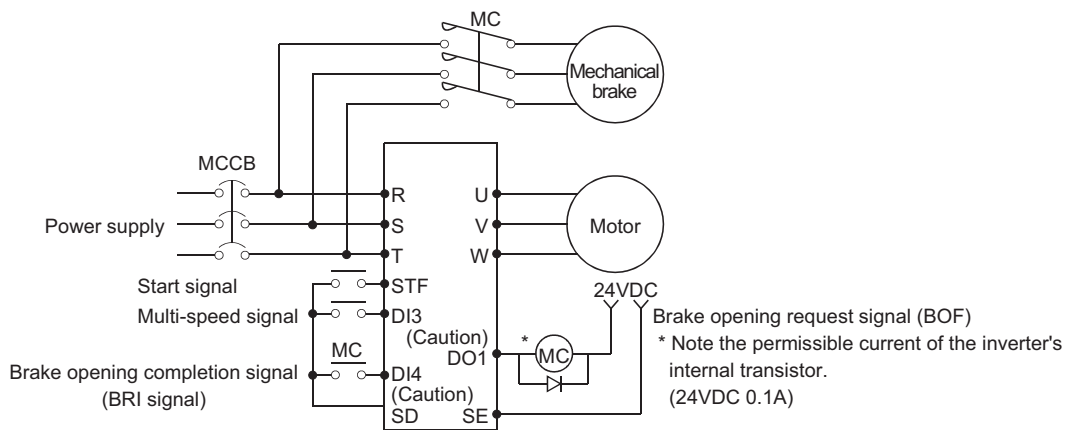 MC
Mechanical
brake
MCCB
R
U
Power supply
S
V
Motor
T
W
Start signal
STF
24VDC
Multi-speed signal
DI3
Brake opening request signal (BOF)
(Caution)
DO1
*
MC
* Note the permissible current of the inverter's
internal transistor.
(24VDC 0.1A)
MC
Brake opening completion signal
(BRI signal)
DI4
(Caution)
SD
SE